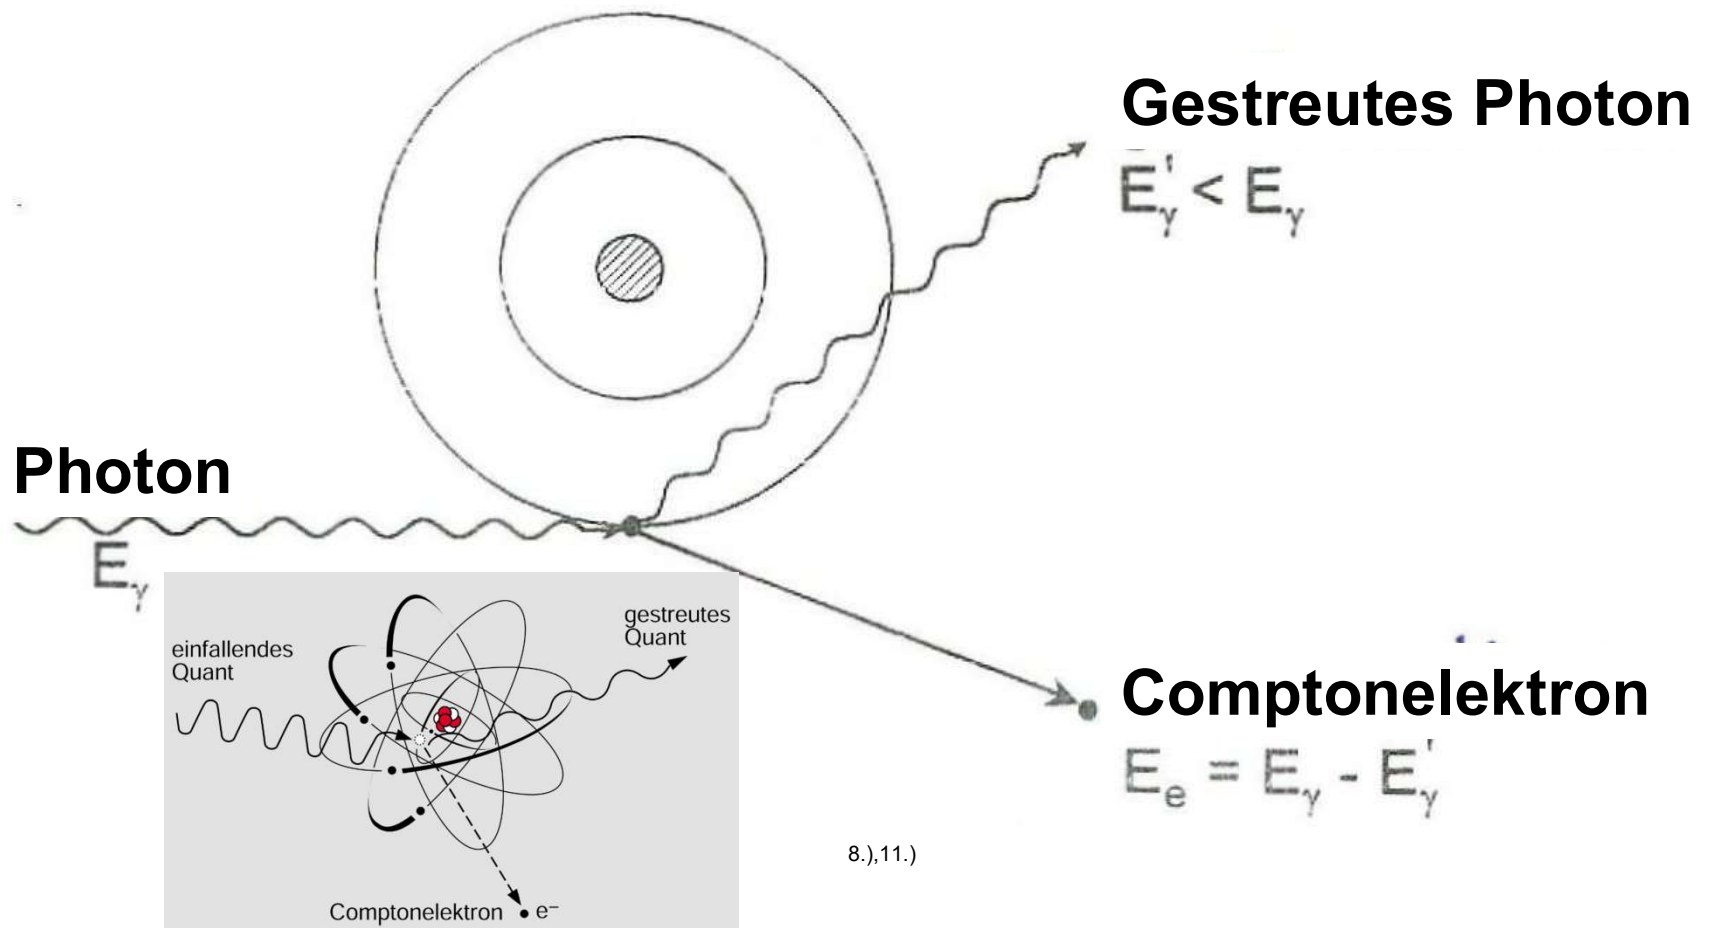 Gestreutes Photon
E'γ < Eγ
Photon
Eγ
einfallendes
Quant
gestreutes
Quant
Comptonelektron e⁻
Comptonelektron
Ee = Eγ - E'γ
8.),11.)